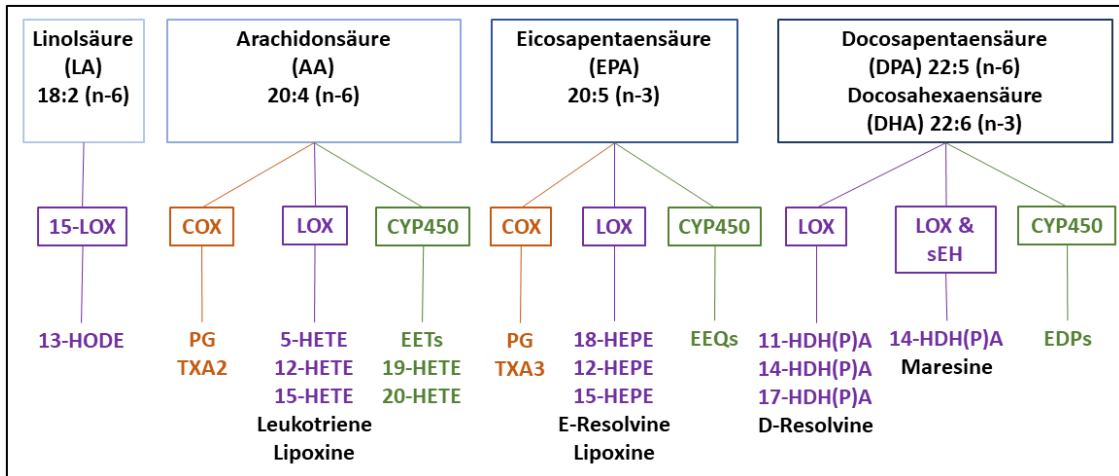 Linolsäure
(LA)
18:2 (n-6)
Arachidonsäure
(AA)
20:4 (n-6)
Eicosapentaensäure
(EPA)
20:5 (n-3)
Docosapentaensäure
(DPA) 22:5 (n-6)
Docosahexaensäure
(DHA) 22:6 (n-3)
15-LOX
COX
LOX
CYP450
COX
LOX
CYP450
LOX
LOX &
sEH
CYP450
13-HODE
PG
TXA2
5-HETE
12-HETE
15-HETE
Leukotriene
Lipoxine
EETs
19-HETE
20-HETE
PG
TXA3
18-HEPE
12-HEPE
15-HEPE
E-Resolvine
Lipoxine
EEQs
11-HDH(P)A
14-HDH(P)A
17-HDH(P)A
D-Resolvine
14-HDH(P)A
Maresine
EDPs